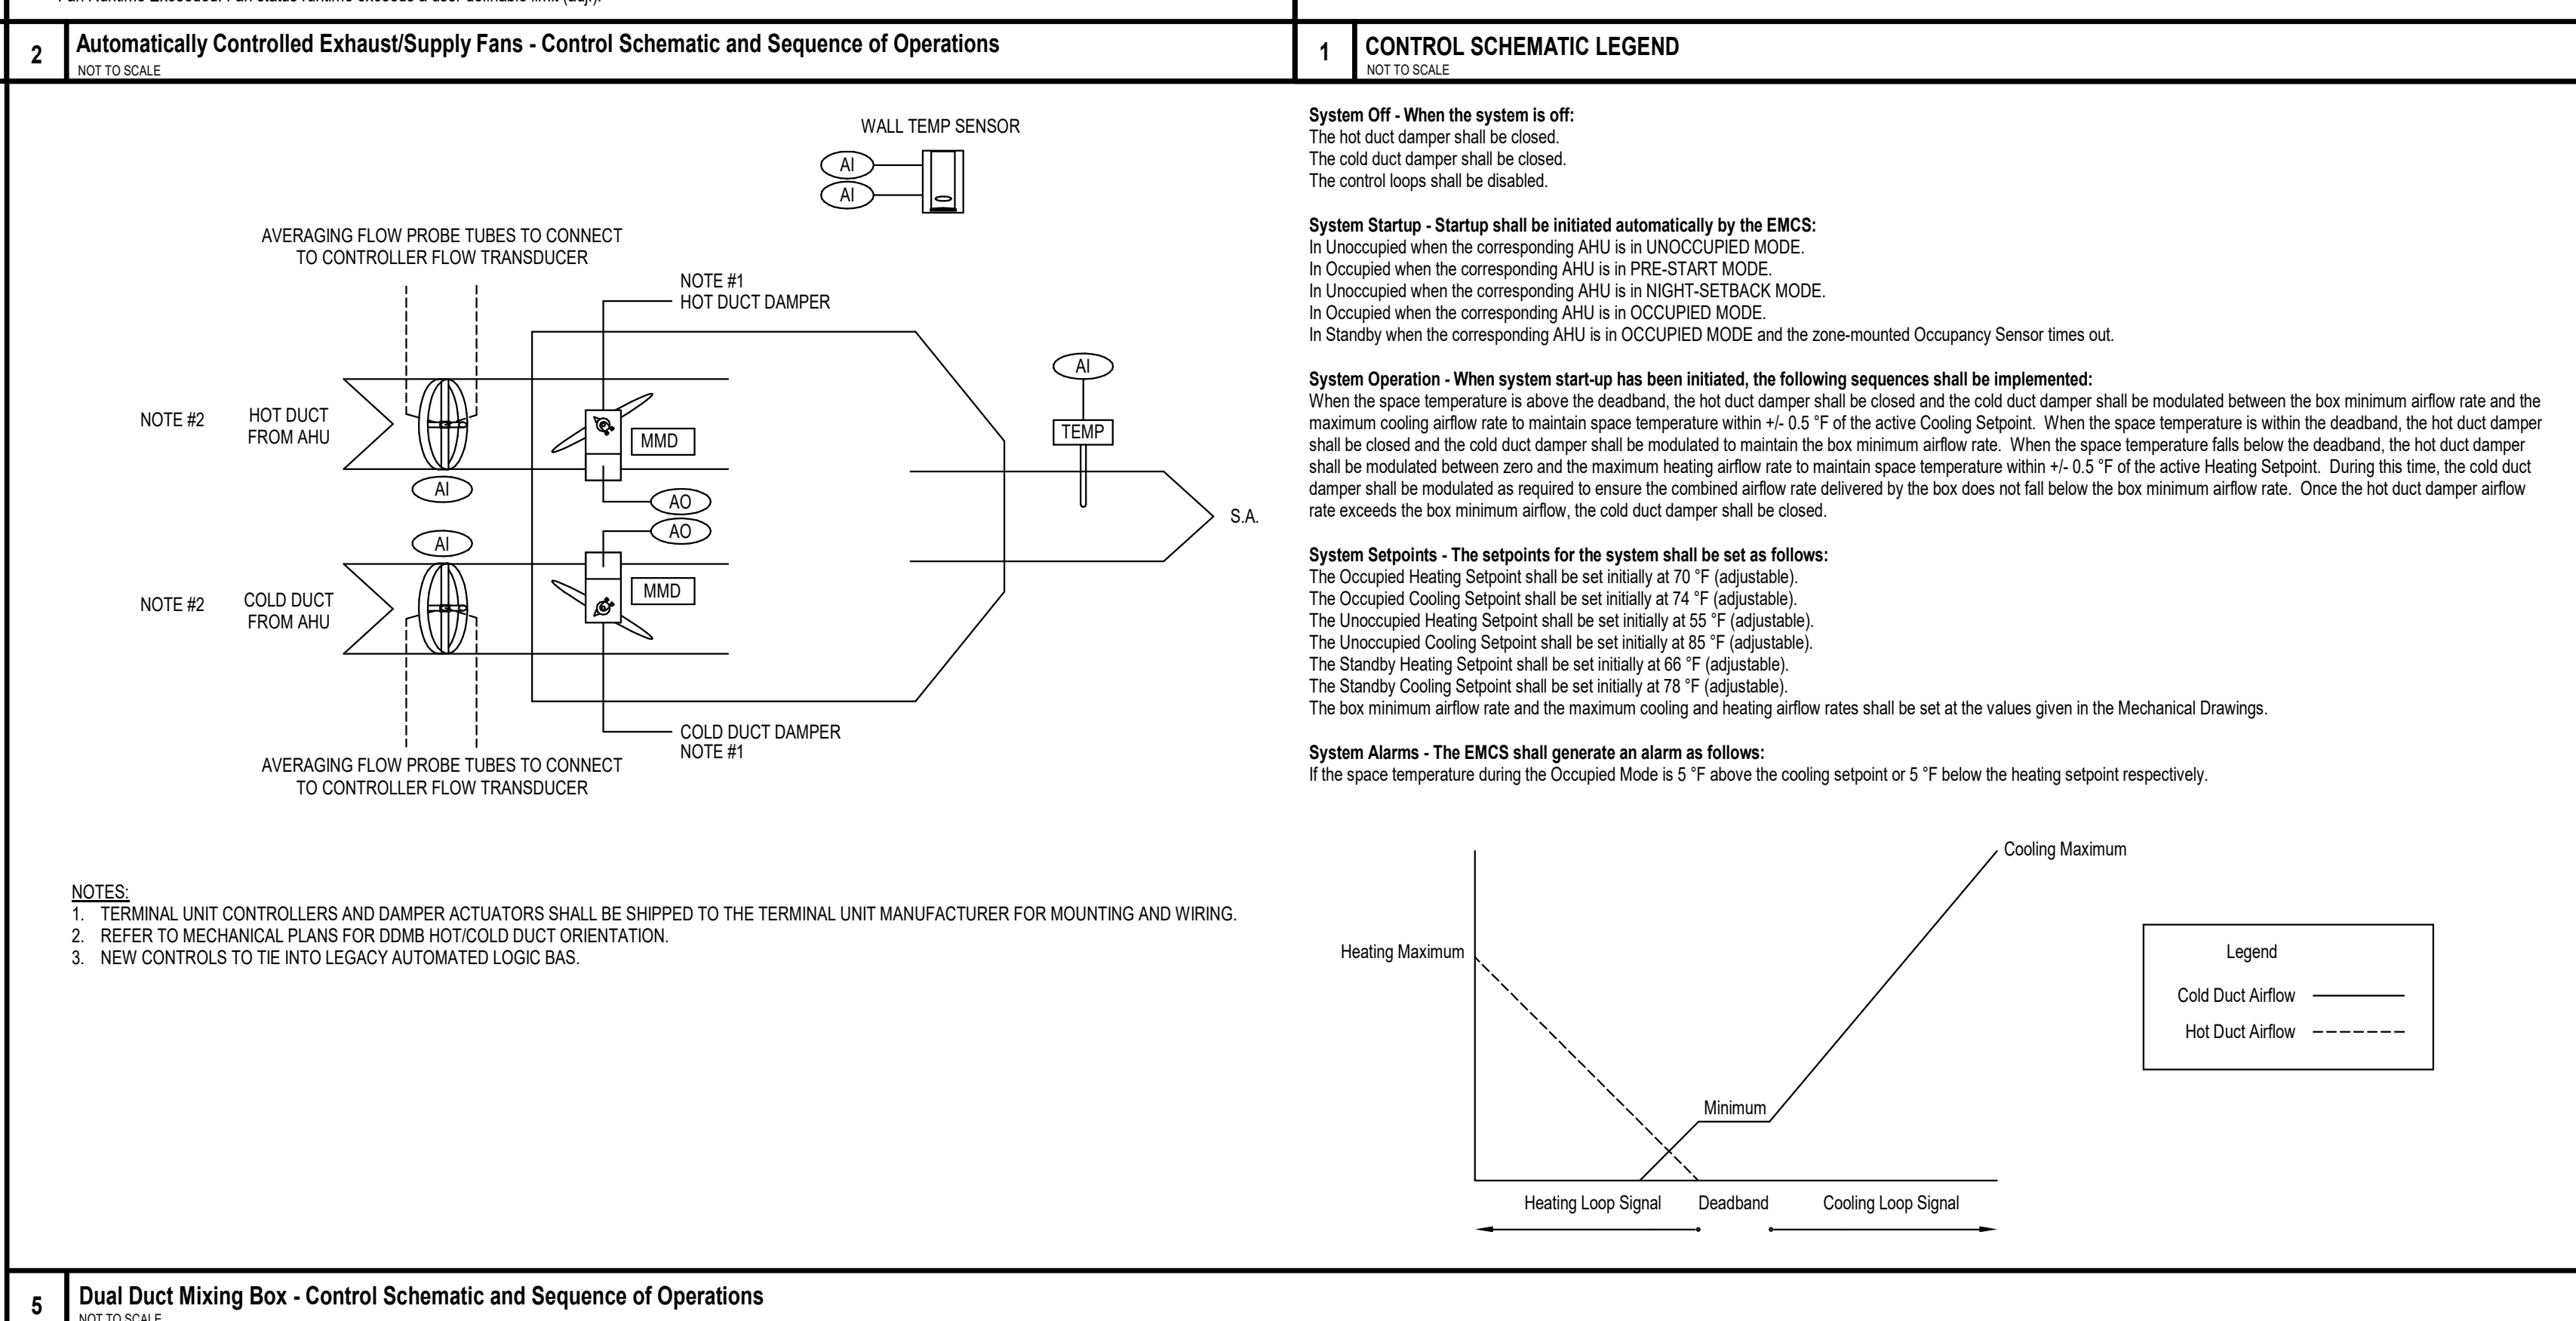 2
Automatically Controlled Exhaust/Supply Fans - Control Schematic and Sequence of Operations
NOT TO SCALE
1
CONTROL SCHEMATIC LEGEND
NOT TO SCALE
WALL TEMP SENSOR
AI
AI
AVERAGING FLOW PROBE TUBES TO CONNECT
TO CONTROLLER FLOW TRANSDUCER
NOTE #1
HOT DUCT DAMPER
AI
NOTE #2
HOT DUCT
FROM AHU
MMD
TEMP
AI
AO
AO
S.A.
AI
MMD
NOTE #2
COLD DUCT
FROM AHU
COLD DUCT DAMPER
NOTE #1
AVERAGING FLOW PROBE TUBES TO CONNECT
TO CONTROLLER FLOW TRANSDUCER
NOTES:
1. TERMINAL UNIT CONTROLLERS AND DAMPER ACTUATORS SHALL BE SHIPPED TO THE TERMINAL UNIT MANUFACTURER FOR MOUNTING AND WIRING.
2. REFER TO MECHANICAL PLANS FOR DDMB HOT/COLD DUCT ORIENTATION.
3. NEW CONTROLS TO TIE INTO LEGACY AUTOMATED LOGIC BAS.
System Off - When the system is off:
The hot duct damper shall be closed.
The cold duct damper shall be closed.
The control loops shall be disabled.
System Startup - Startup shall be initiated automatically by the EMCS:
In Unoccupied when the corresponding AHU is in UNOCCUPIED MODE.
In Occupied when the corresponding AHU is in PRE-START MODE.
In Unoccupied when the corresponding AHU is in NIGHT-SETBACK MODE.
In Occupied when the corresponding AHU is in OCCUPIED MODE.
In Standby when the corresponding AHU is in OCCUPIED MODE and the zone-mounted Occupancy Sensor times out.
System Operation - When system start-up has been initiated, the following sequences shall be implemented:
When the space temperature is above the deadband, the hot duct damper shall be closed and the cold duct damper shall be modulated between the box minimum airflow rate and the
maximum cooling airflow rate to maintain space temperature within +/- 0.5 °F of the active Cooling Setpoint. When the space temperature is within the deadband, the hot duct damper
shall be closed and the cold duct damper shall be modulated to maintain the box minimum airflow rate. When the space temperature falls below the deadband, the hot duct damper
shall be modulated between zero and the maximum heating airflow rate to maintain space temperature within +/- 0.5 °F of the active Heating Setpoint. During this time, the cold duct
damper shall be modulated as required to ensure the combined airflow rate delivered by the box does not fall below the box minimum airflow rate. Once the hot duct damper airflow
rate exceeds the box minimum airflow, the cold duct damper shall be closed.
System Setpoints - The setpoints for the system shall be set as follows:
The Occupied Heating Setpoint shall be set initially at 70 °F (adjustable).
The Occupied Cooling Setpoint shall be set initially at 74 °F (adjustable).
The Unoccupied Heating Setpoint shall be set initially at 55 °F (adjustable).
The Unoccupied Cooling Setpoint shall be set initially at 85 °F (adjustable).
The Standby Heating Setpoint shall be set initially at 66 °F (adjustable).
The Standby Cooling Setpoint shall be set initially at 78 °F (adjustable).
The box minimum airflow rate and the maximum cooling and heating airflow rates shall be set at the values given in the Mechanical Drawings.
System Alarms - The EMCS shall generate an alarm as follows:
If the space temperature during the Occupied Mode is 5 °F above the cooling setpoint or 5 °F below the heating setpoint respectively.
Cooling Maximum
Heating Maximum
Legend
Cold Duct Airflow
Hot Duct Airflow
Minimum
Heating Loop Signal
Deadband
Cooling Loop Signal
5
Dual Duct Mixing Box - Control Schematic and Sequence of Operations
NOT TO SCALE